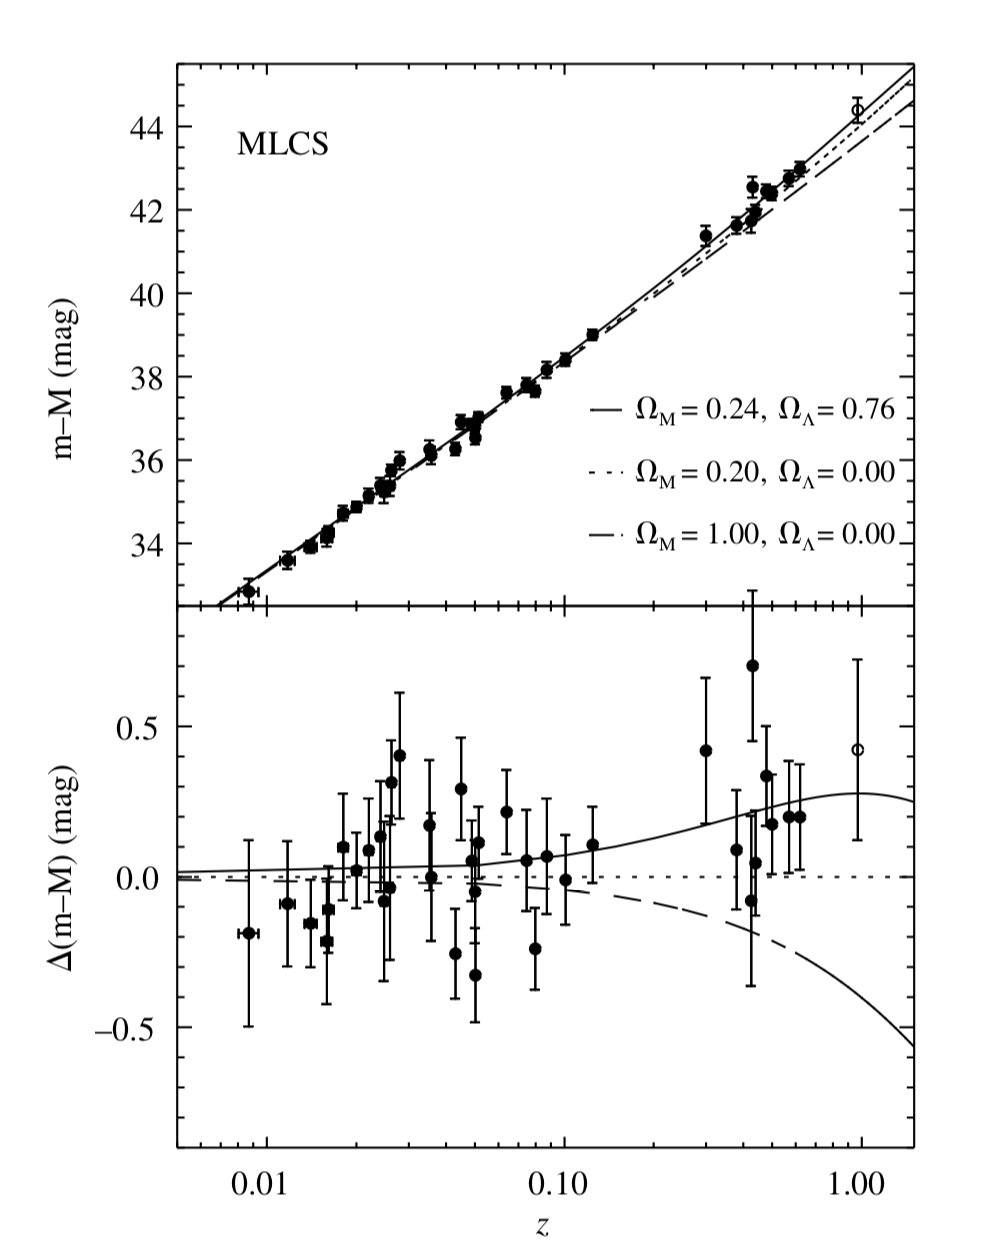 MLCS
44
42
40
38
36
34
m–M (mag)
Ω_M = 0.24, Ω_Λ = 0.76
Ω_M = 0.20, Ω_Λ = 0.00
Ω_M = 1.00, Ω_Λ = 0.00
0.5
0.0
–0.5
Δ(m–M) (mag)
0.01 0.10 1.00
z